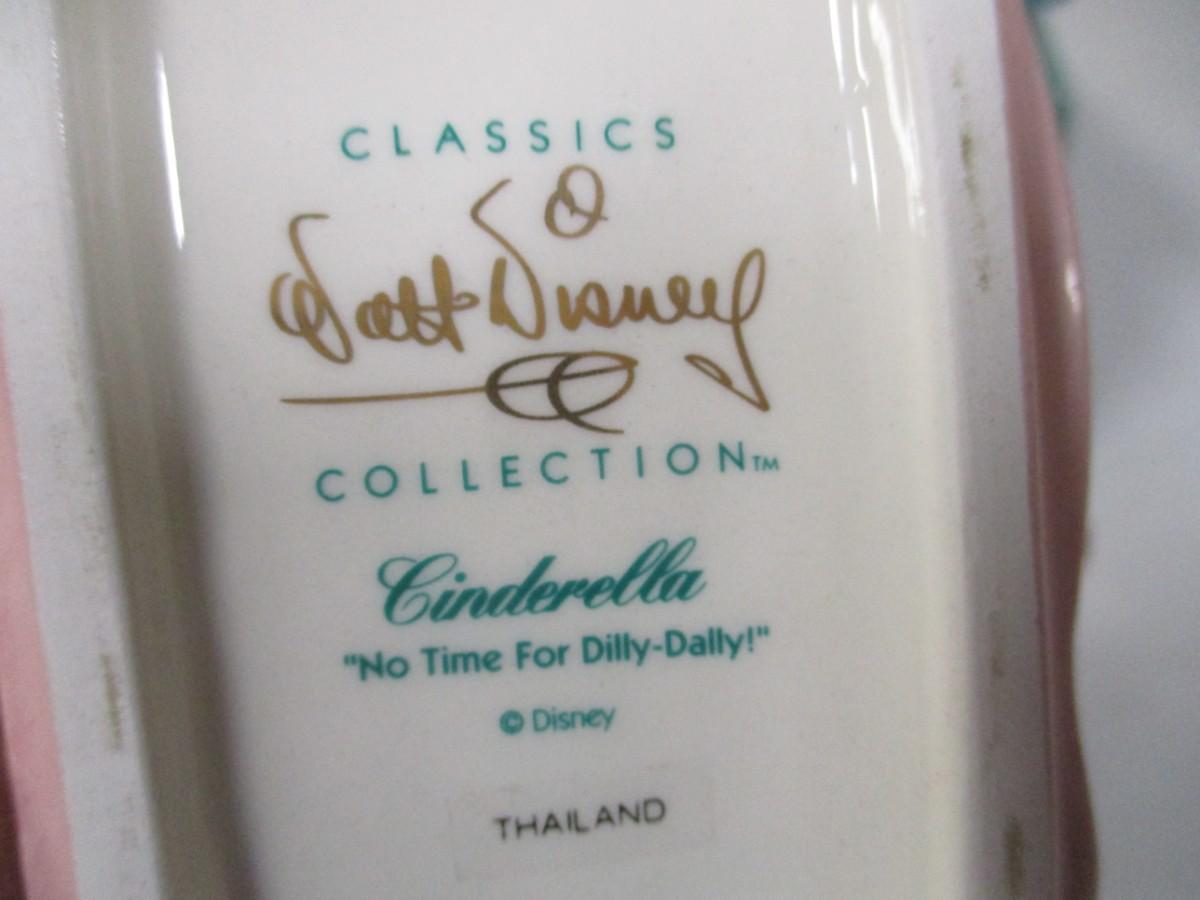 CLASSICS
Walt Disney
COLLECTION™
Cinderella
"No Time For Dilly-Dally!"
© Disney
THAILAND